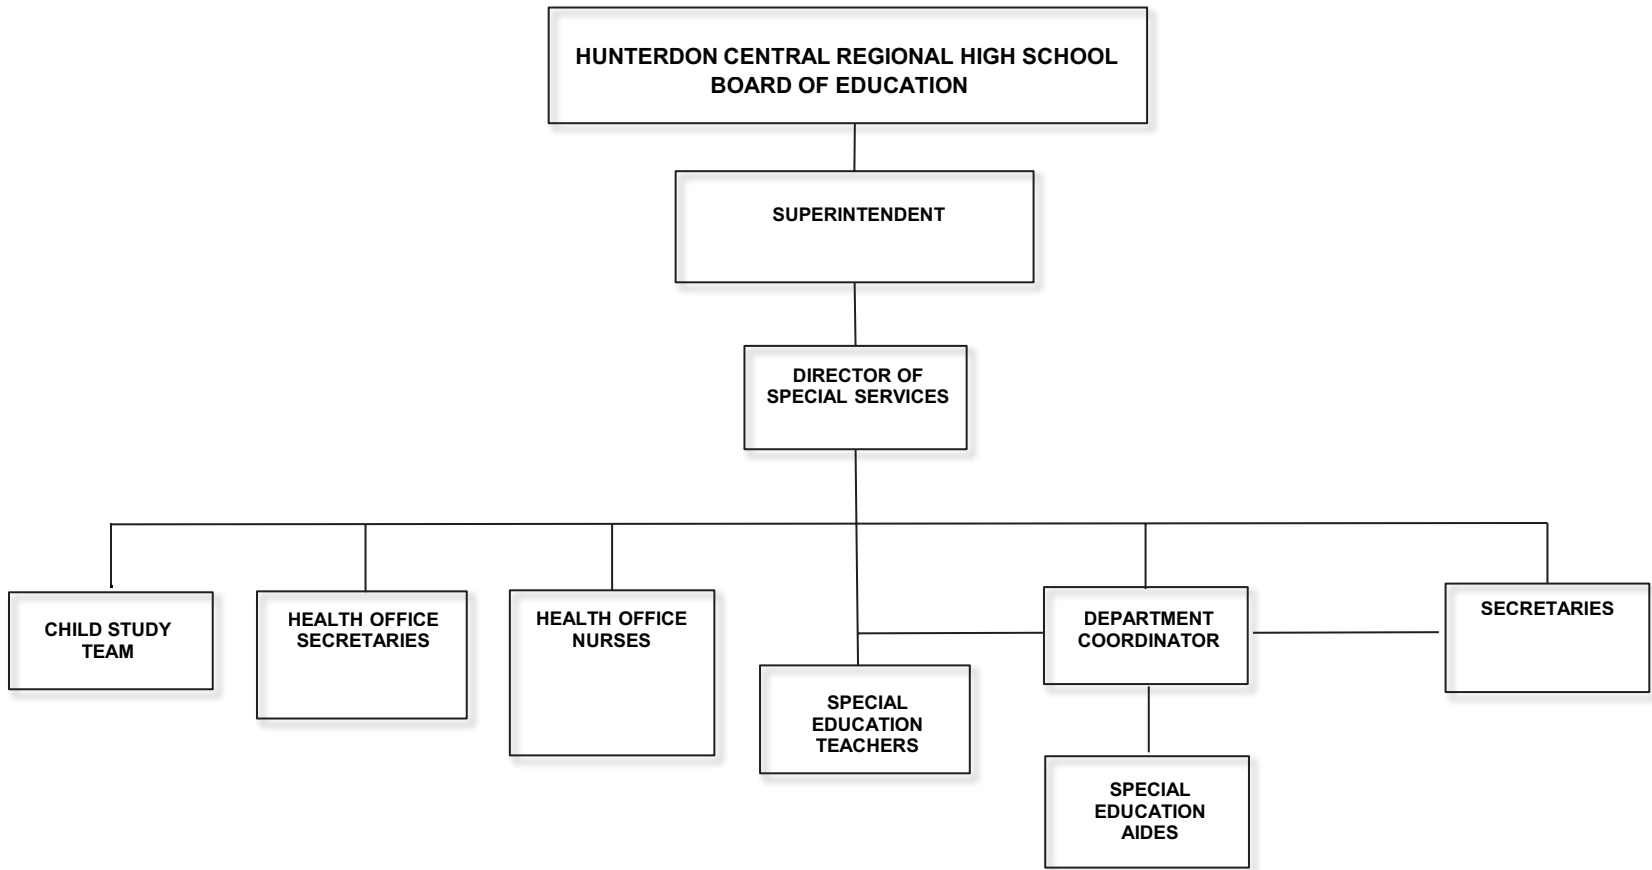 HUNTERDON CENTRAL REGIONAL HIGH SCHOOL
BOARD OF EDUCATION
SUPERINTENDENT
DIRECTOR OF
SPECIAL SERVICES
CHILD STUDY
TEAM
HEALTH OFFICE
SECRETARIES
HEALTH OFFICE
NURSES
SPECIAL
EDUCATION
TEACHERS
DEPARTMENT
COORDINATOR
SECRETARIES
SPECIAL
EDUCATION
AIDES